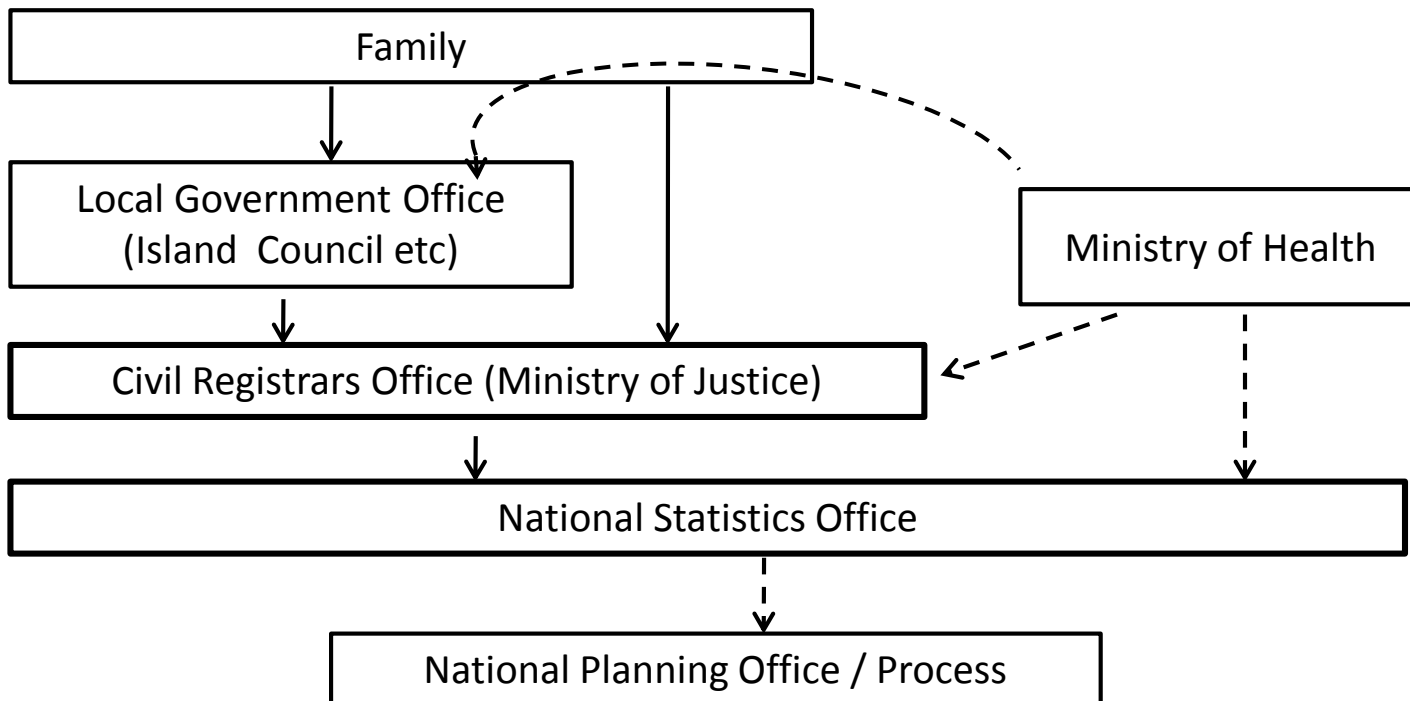 Family
Local Government Office
(Island Council etc)
Ministry of Health
Civil Registrars Office (Ministry of Justice)
National Statistics Office
National Planning Office / Process